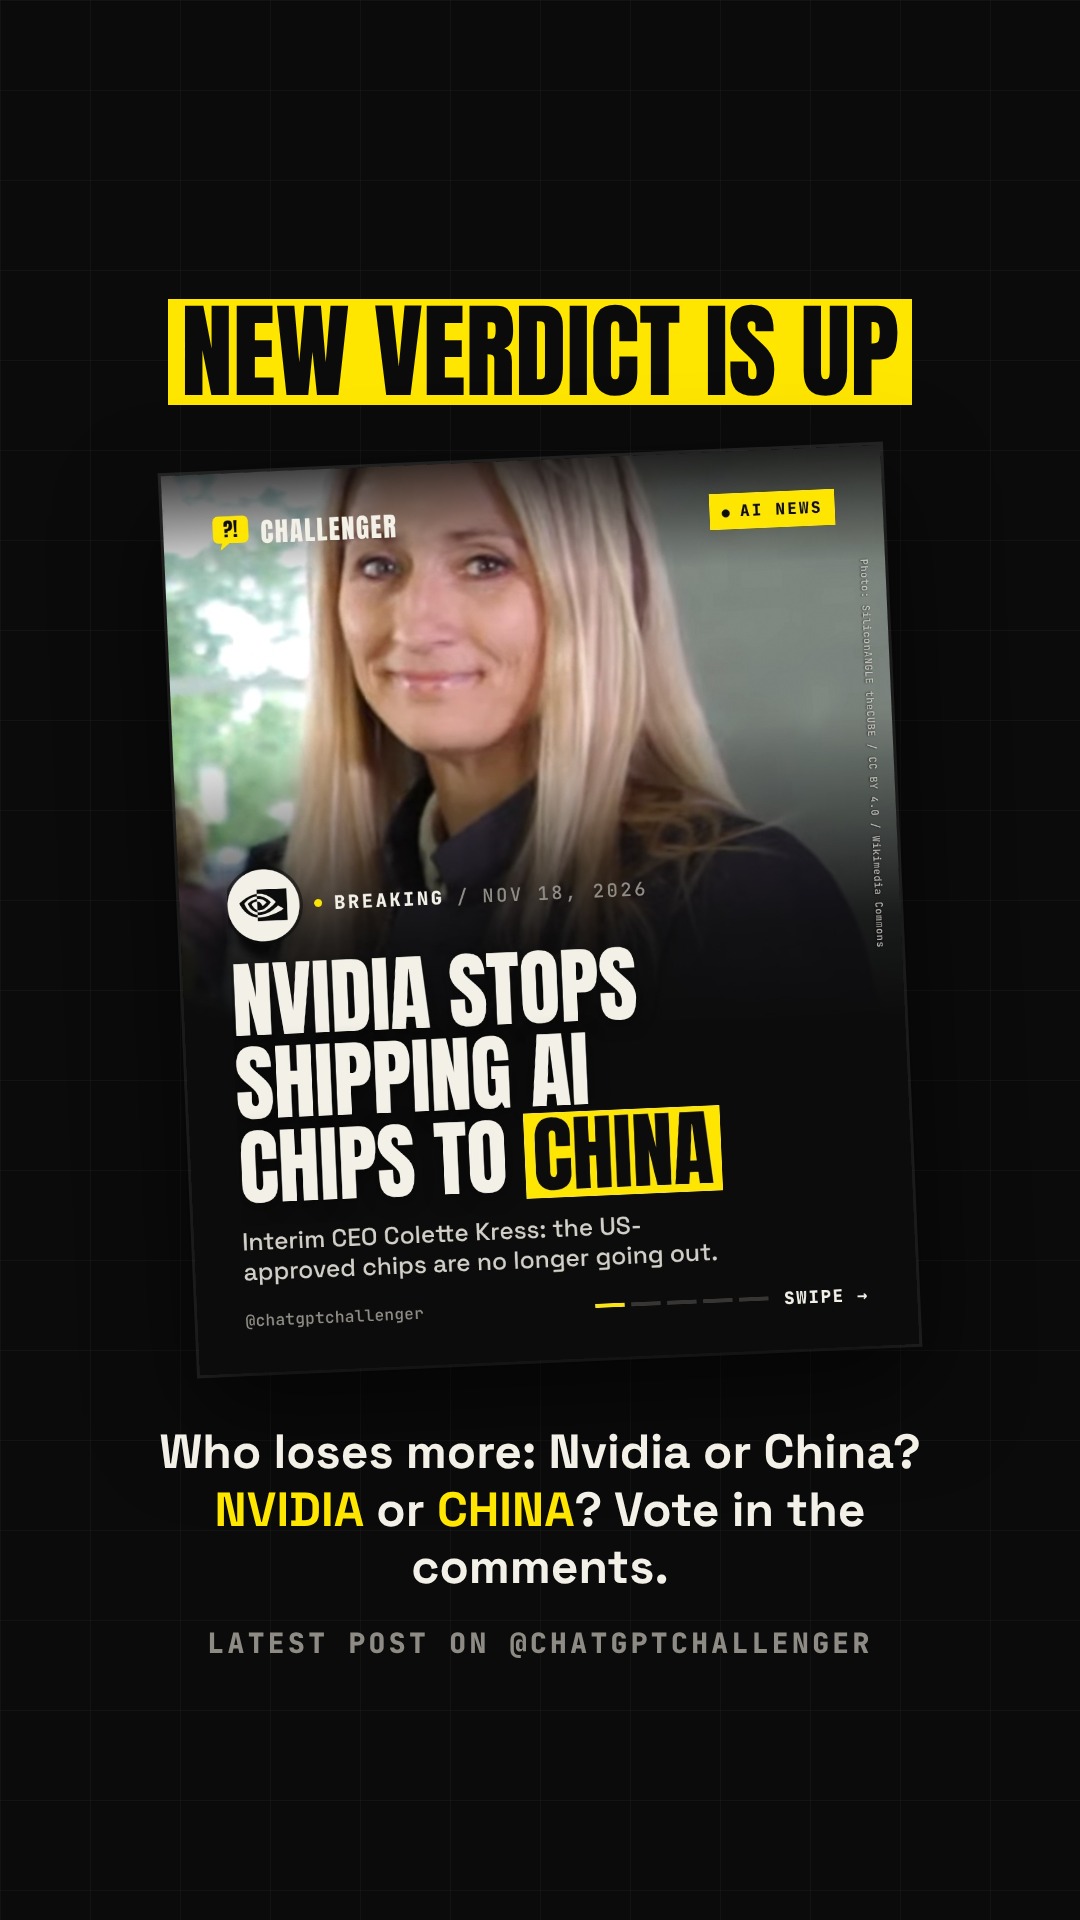 NEW VERDICT IS UP
?! CHALLENGER
● AI NEWS
Photo: SiliconANGLE theCUBE / CC BY 4.0 / Wikimedia Commons
● BREAKING / NOV 18, 2026
NVIDIA STOPS
SHIPPING AI
CHIPS TO CHINA
Interim CEO Colette Kress: the US-
approved chips are no longer going out.
@chatgptchallenger
SWIPE →
Who loses more: Nvidia or China?
NVIDIA or CHINA? Vote in the
comments.
LATEST POST ON @CHATGPTCHALLENGER